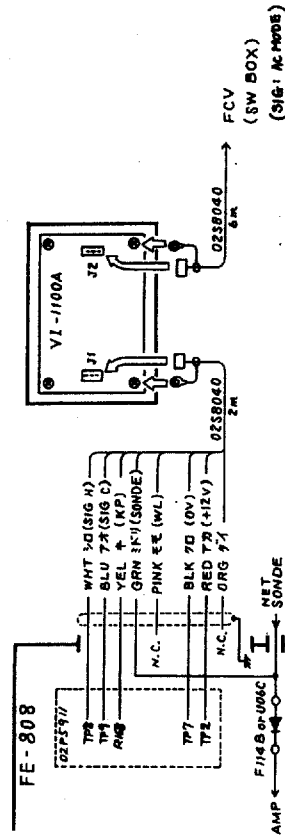 FE-808
02P5911
TP8
WHT シロ (SIG H)
TP9
BLU アオ (SIG C)
YEL キ (KP)
GRN ミドリ (SONDE)
N.C.
PINK モモ (WL)
TP7
BLK クロ (0V)
TP2
RED アカ (+12V)
N.C.
ORG ダイ
F114B or U06C
AMP
NET
SONDE
VI-1100A
J1
J2
02S8040
2m
02S8040
6m
FCV
(SW BOX)
(SIG: AC MODE)